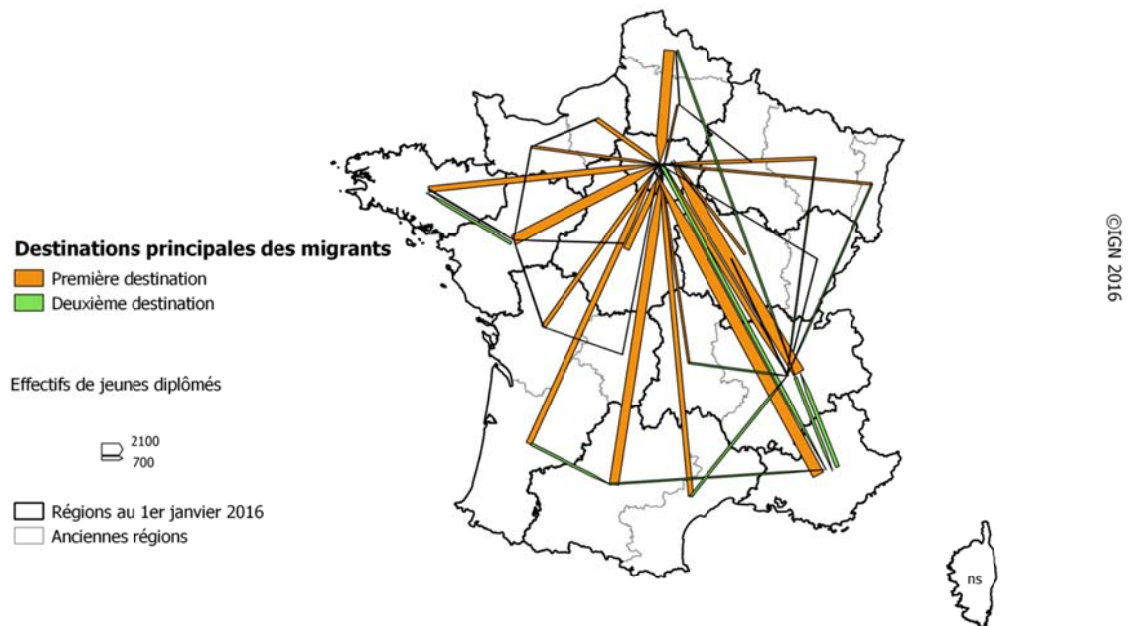 Destinations principales des migrants
Première destination
Deuxième destination
Effectifs de jeunes diplômés
2100
700
Régions au 1er janvier 2016
Anciennes régions
ns
©IGN 2016